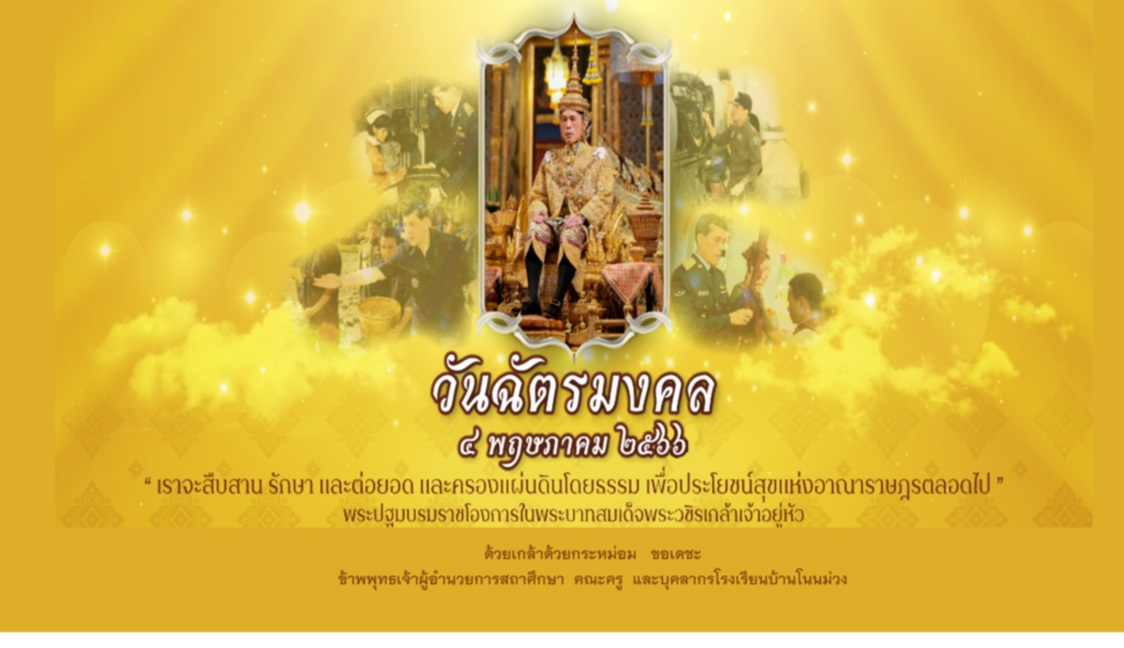 วันฉัตรมงคล
๔ พฤษภาคม ๒๕๖๖
“ เราจะสืบสาน รักษา และต่อยอด และครองแผ่นดินโดยธรรม เพื่อประโยชน์สุขแห่งอาณาราษฎรตลอดไป ”
พระปฐมบรมราชโองการในพระบาทสมเด็จพระวชิรเกล้าเจ้าอยู่หัว
ด้วยเกล้าด้วยกระหม่อม ขอเดชะ
ข้าพพุทธเจ้าผู้อำนวยการสถาศึกษา คณะครู และบุคลากรโรงเรียนบ้านโนนม่วง